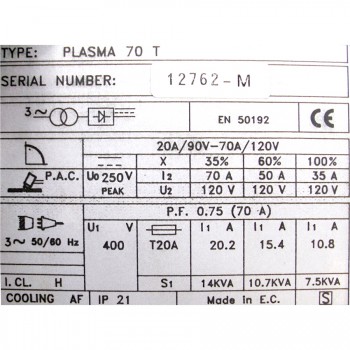 TYPE: PLASMA 70 T
SERIAL NUMBER: 12762-M
3~ EN 50192 CE
20A/90V-70A/120V
X 35% 60% 100%
P.A.C. U0 250V I2 70 A 50 A 35 A
PEAK U2 120 V 120 V 120 V
P.F. 0.75 (70 A)
U1 V I1 A I1 A I1 A
3~ 50/60 Hz 400 T20A 20.2 15.4 10.8
I.CL. H S1 14KVA 10.7KVA 7.5KVA
COOLING AF IP 21 Made in E.C. S